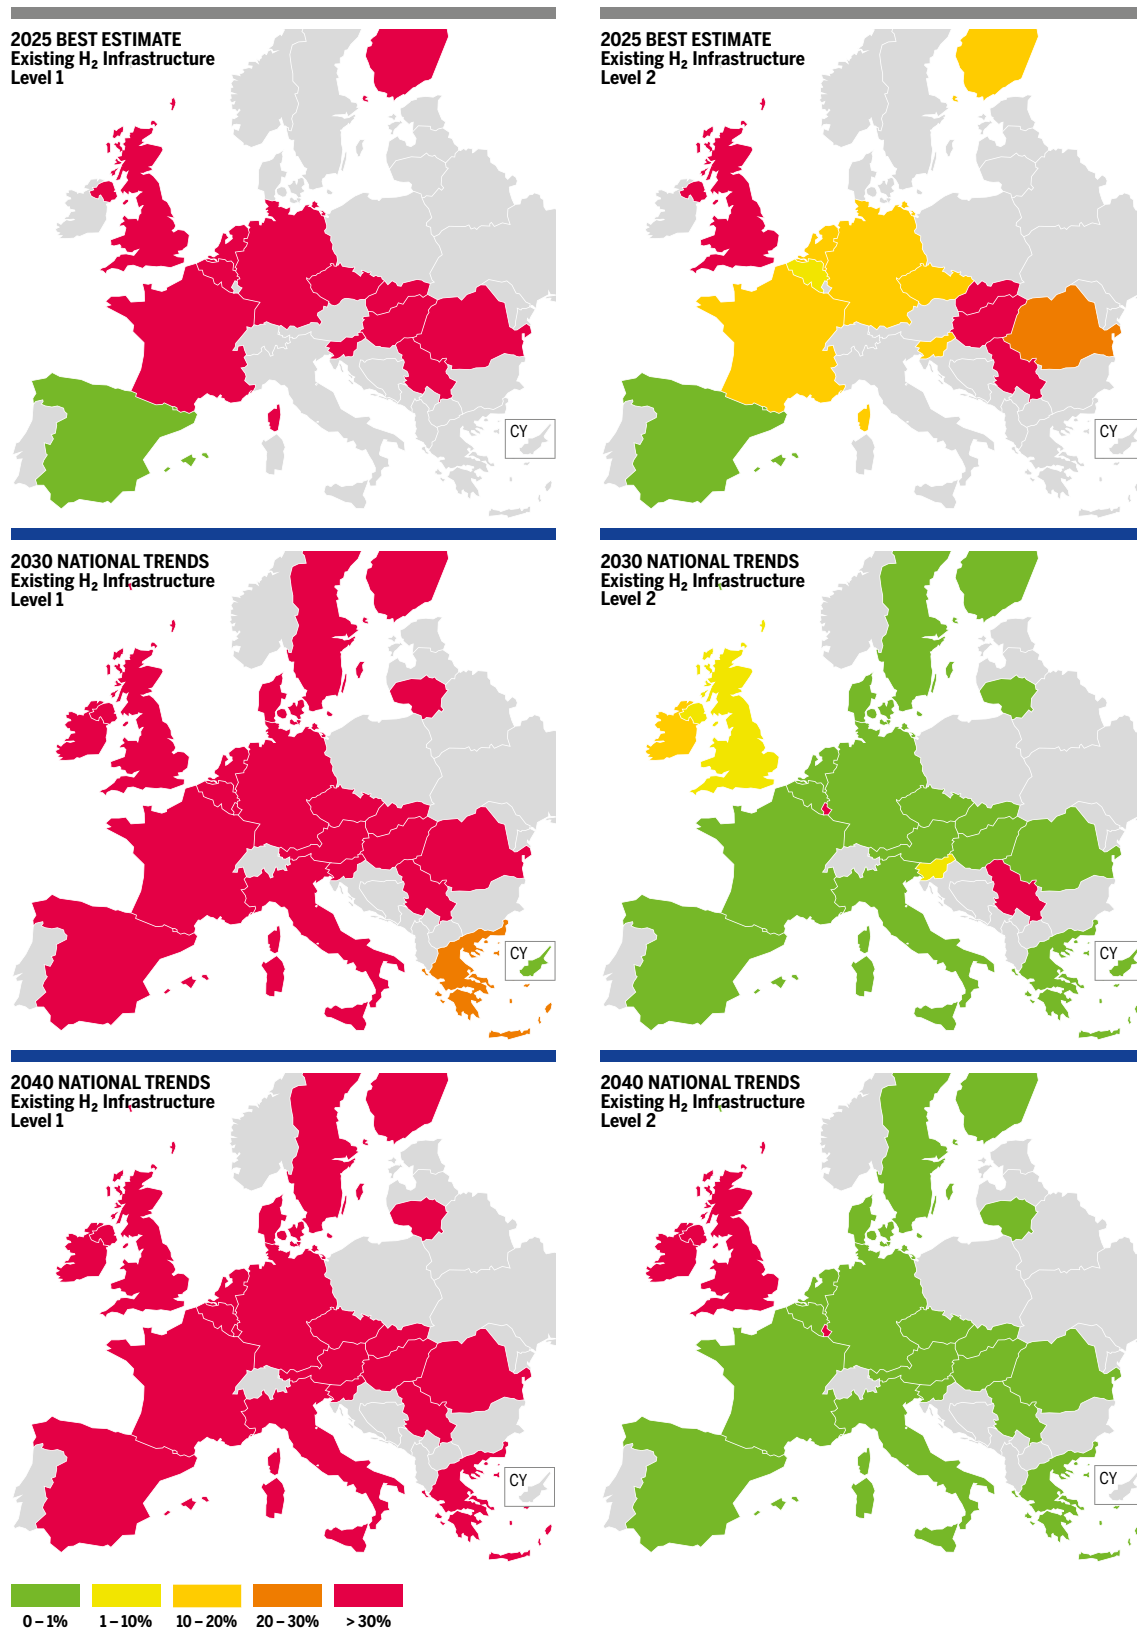 2025 BEST ESTIMATE
Existing H₂ Infrastructure
Level 1
CY
2025 BEST ESTIMATE
Existing H₂ Infrastructure
Level 2
CY
2030 NATIONAL TRENDS
Existing H₂ Infrastructure
Level 1
CY
2030 NATIONAL TRENDS
Existing H₂ Infrastructure
Level 2
CY
2040 NATIONAL TRENDS
Existing H₂ Infrastructure
Level 1
CY
2040 NATIONAL TRENDS
Existing H₂ Infrastructure
Level 2
CY
0 – 1%
1 – 10%
10 – 20%
20 – 30%
> 30%